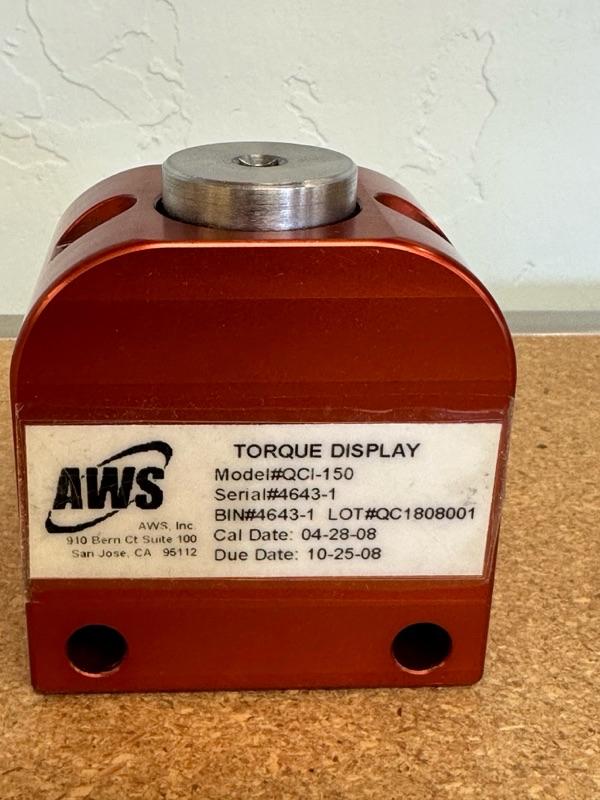 AWS
AWS, Inc
910 Bern Ct Suite 100
San Jose, CA 95112
TORQUE DISPLAY
Model#QCI-150
Serial#4643-1
BIN#4643-1 LOT#QC1808001
Cal Date: 04-28-08
Due Date: 10-25-08